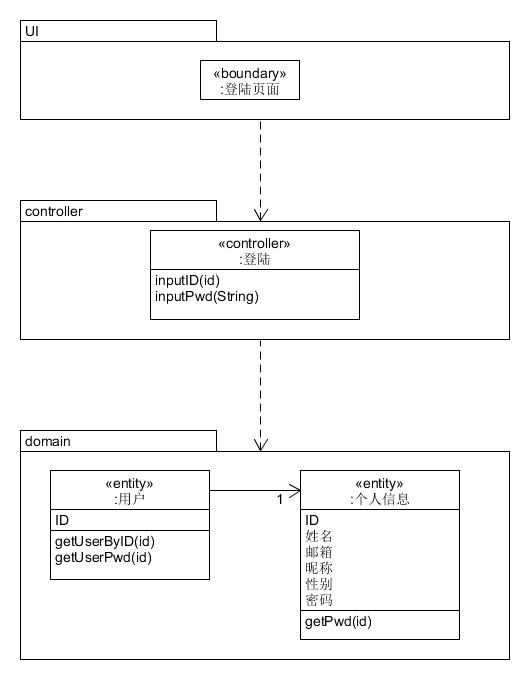 UI
«boundary»
:登陆页面
controller
«controller»
:登陆
inputID(id)
inputPwd(String)
domain
«entity»
:用户
ID
getUserByID(id)
getUserPwd(id)
1
«entity»
:个人信息
ID
姓名
邮箱
昵称
性别
密码
getPwd(id)